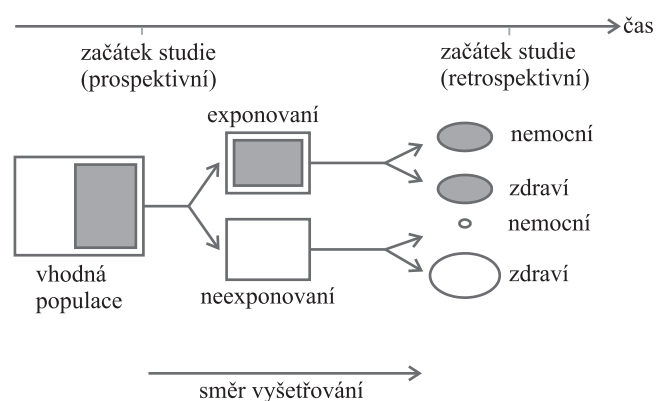 čas
začátek studie
(prospektivní)
začátek studie
(retrospektivní)
exponovaní
nemocní
zdraví
nemocní
zdraví
vhodná
populace
neexponovaní
směr vyšetřování